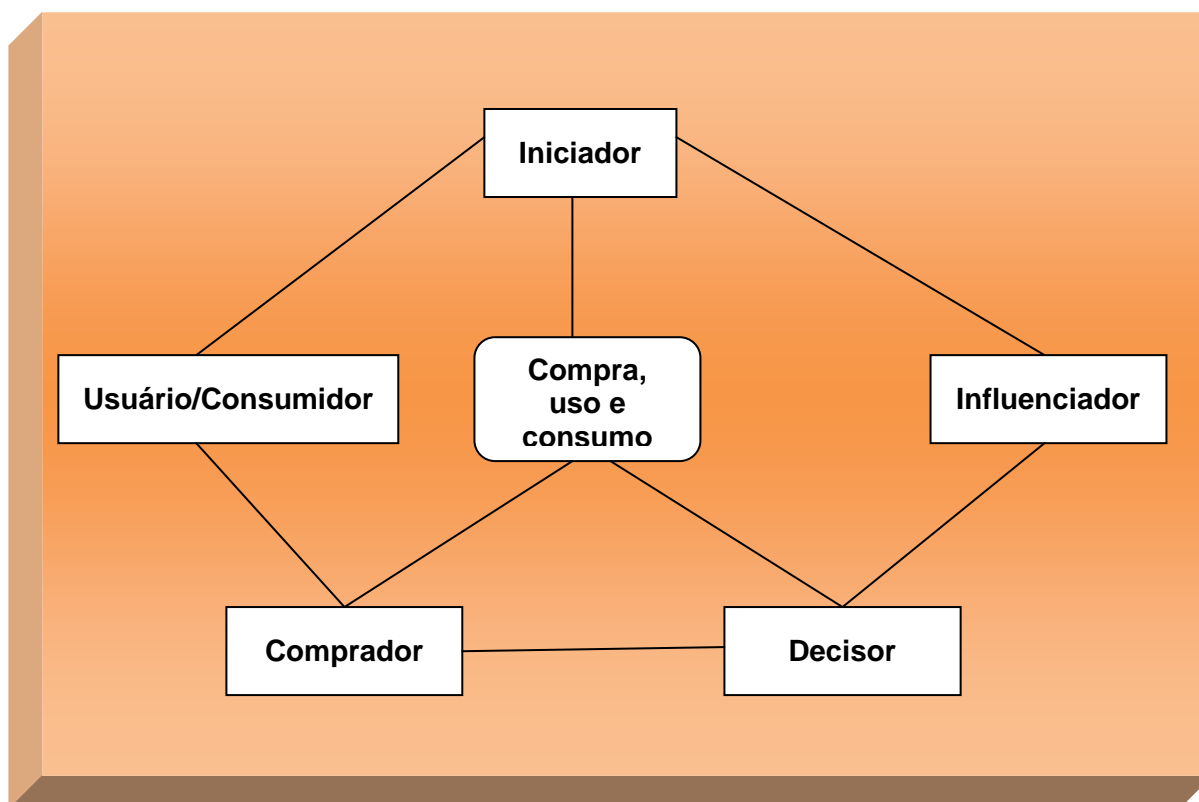 Iniciador
Usuário/Consumidor
Compra,
uso e
consumo
Influenciador
Comprador
Decisor